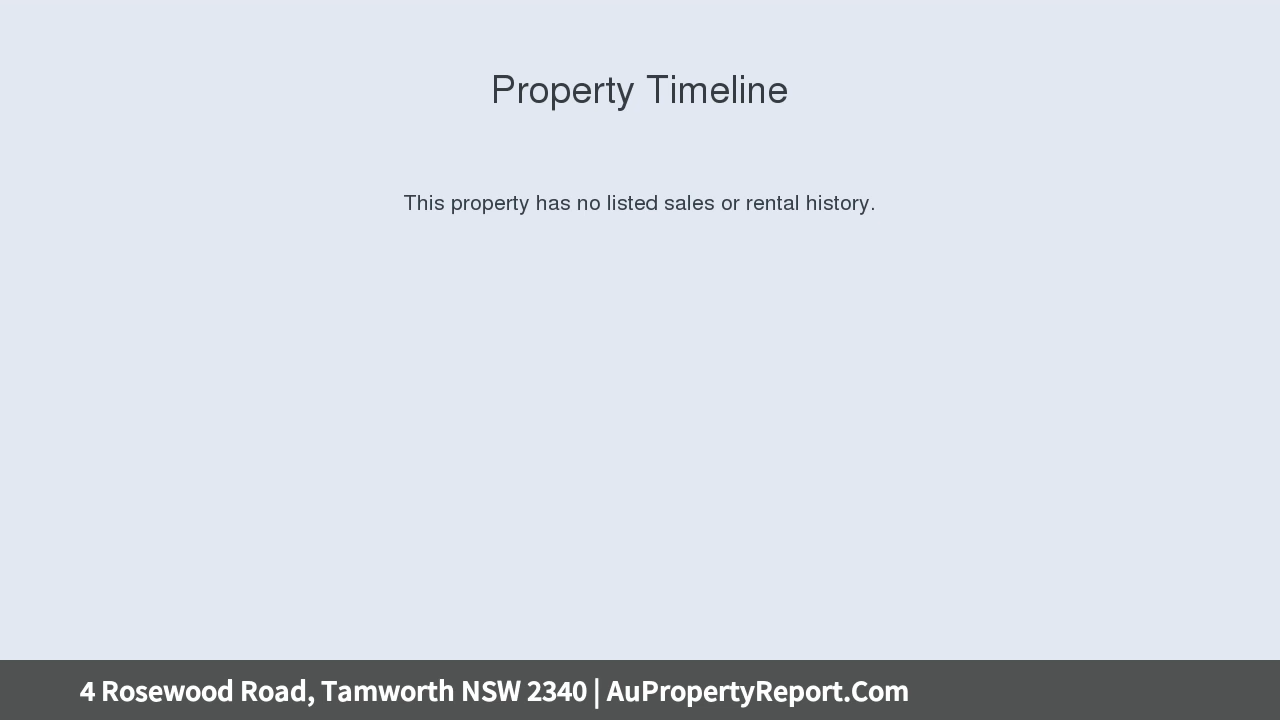 Property Timeline
This property has no listed sales or rental history.
4 Rosewood Road, Tamworth NSW 2340 | AuPropertyReport.Com